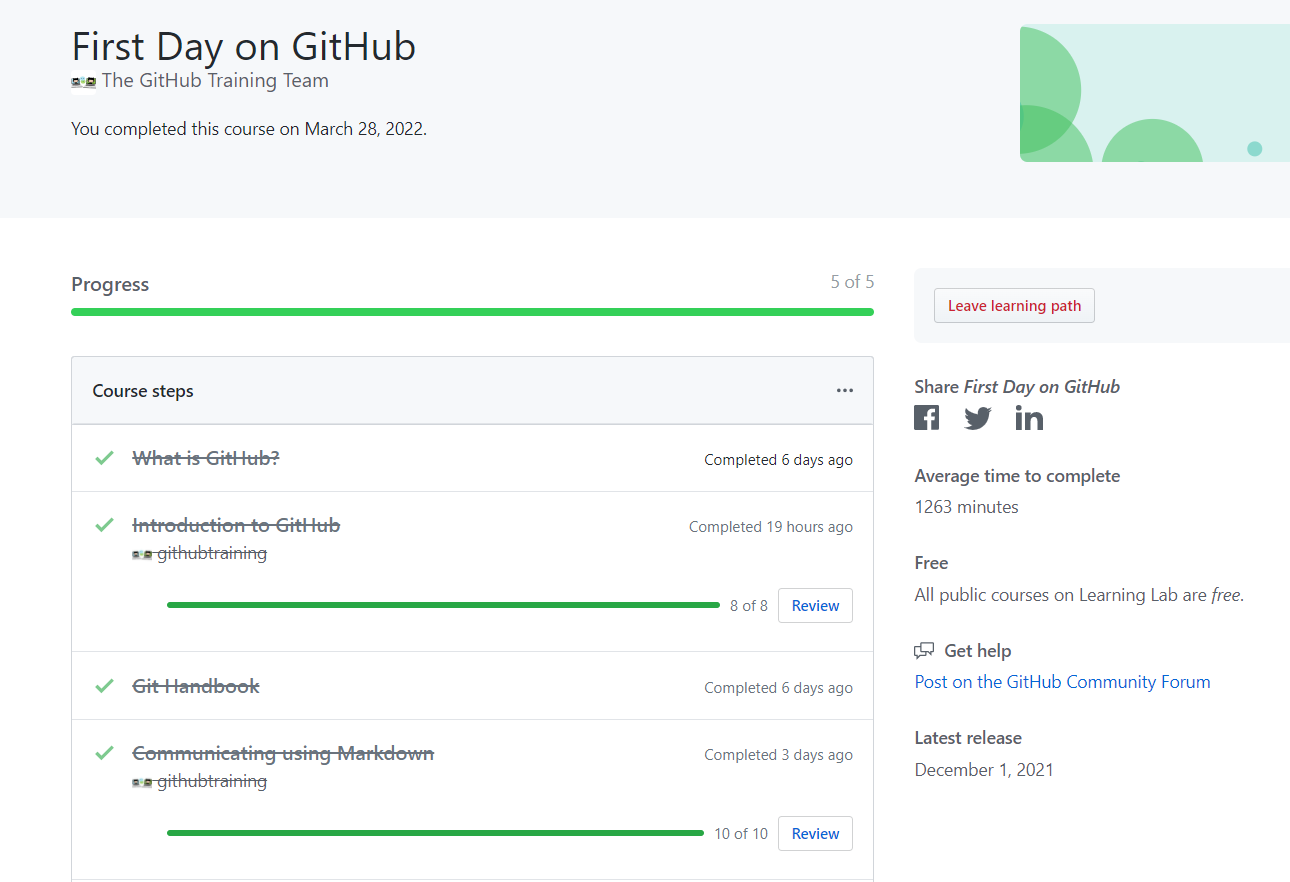 First Day on GitHub
The GitHub Training Team
You completed this course on March 28, 2022.
Progress
5 of 5
Course steps
What is GitHub?
Completed 6 days ago
Introduction to GitHub
Completed 19 hours ago
githubtraining
8 of 8
Review
Git Handbook
Completed 6 days ago
Communicating using Markdown
Completed 3 days ago
githubtraining
10 of 10
Review
Leave learning path
Share First Day on GitHub
Average time to complete
1263 minutes
Free
All public courses on Learning Lab are free.
Get help
Post on the GitHub Community Forum
Latest release
December 1, 2021